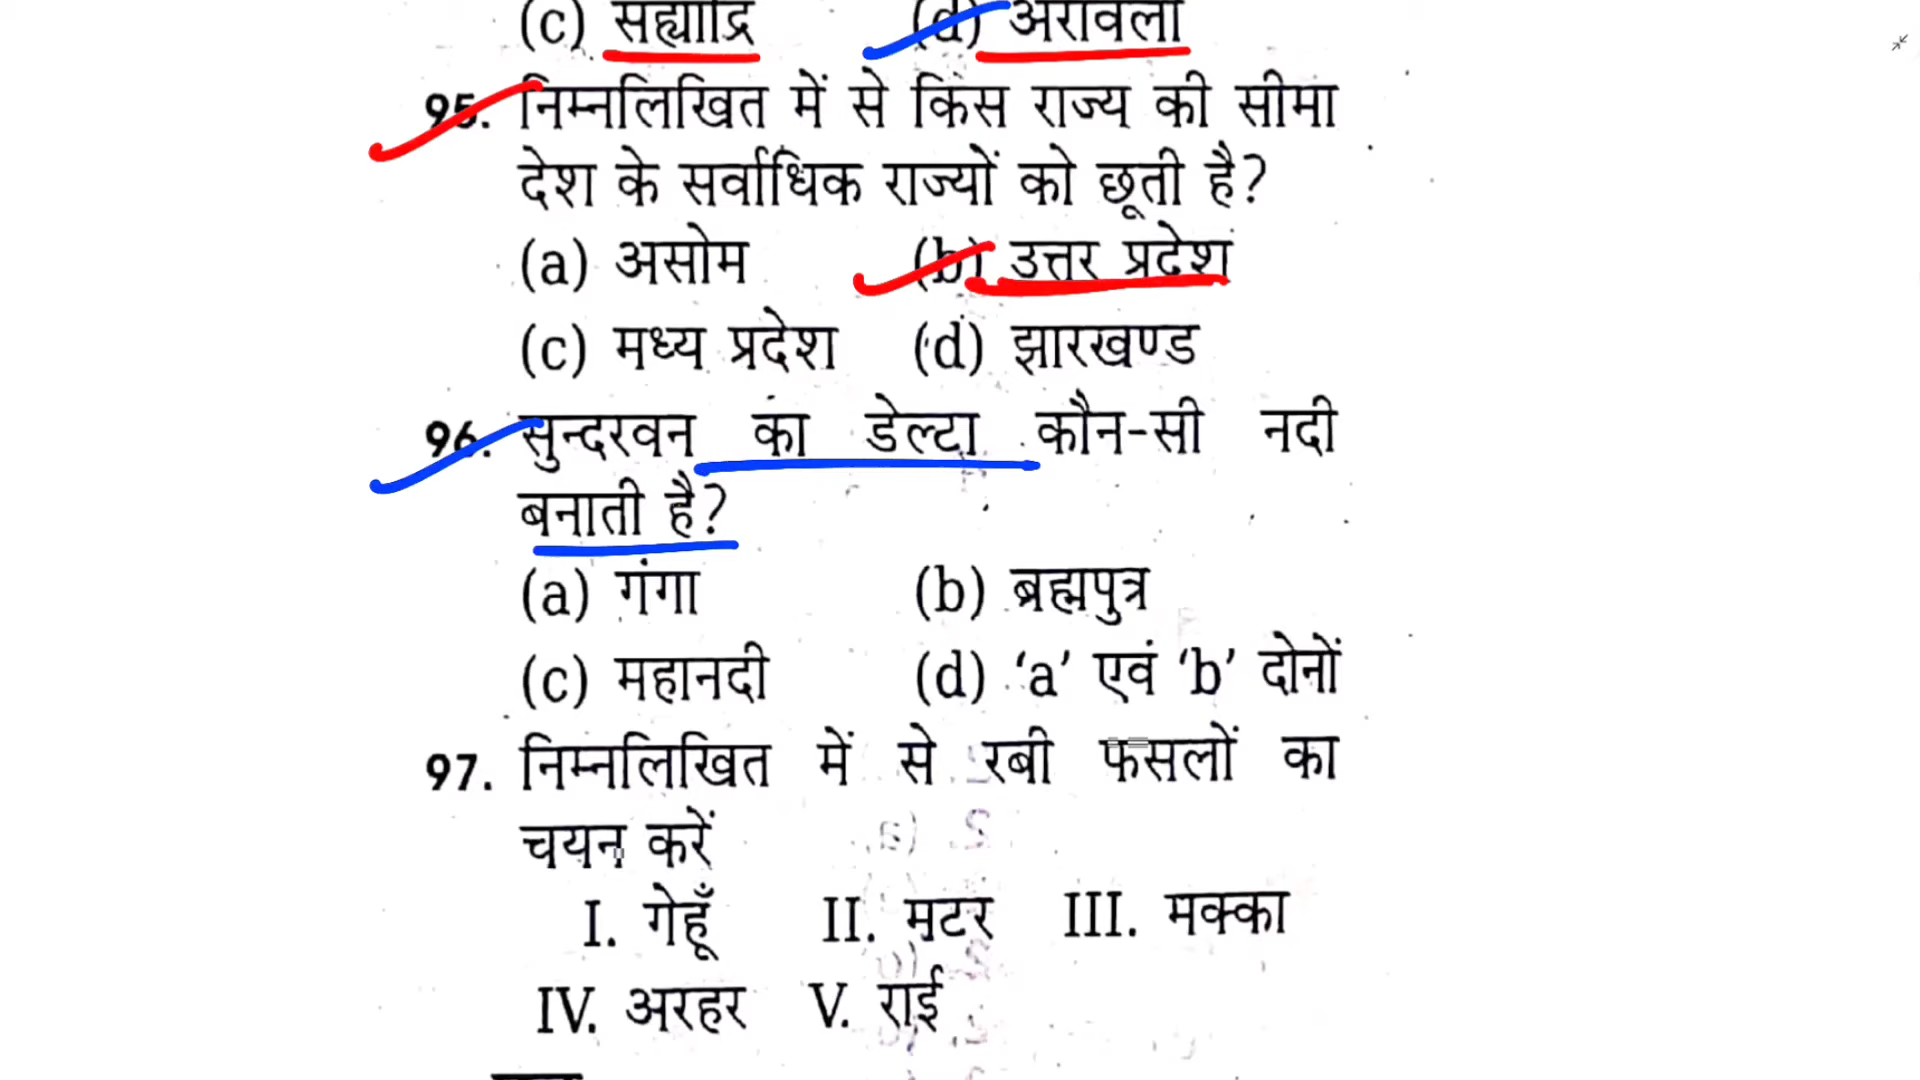 (c) सह्याद्रि (d) अरावली
95. निम्नलिखित में से किस राज्य की सीमा
देश के सर्वाधिक राज्यों को छूती है?
(a) असोम (b) उत्तर प्रदेश
(c) मध्य प्रदेश (d) झारखण्ड
96. सुन्दरवन का डेल्टा कौन-सी नदी
बनाती है?
(a) गंगा (b) ब्रह्मपुत्र
(c) महानदी (d) 'a' एवं 'b' दोनों
97. निम्नलिखित में से रबी फसलों का
चयन करें
I. गेहूँ II. मटर III. मक्का
IV. अरहर V. राई